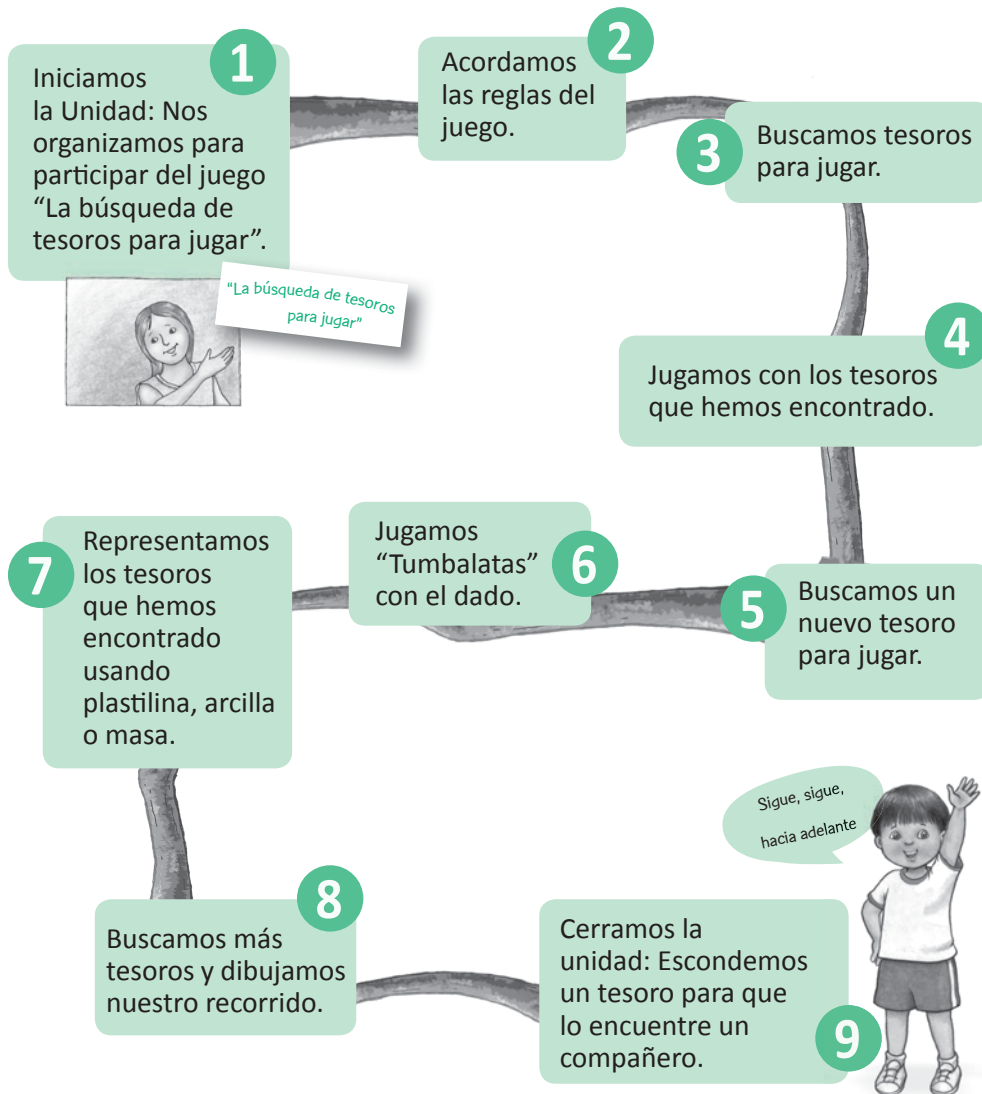 1
Iniciamos
la Unidad: Nos
organizamos para
participar del juego
“La búsqueda de
tesoros para jugar”.
“La búsqueda de tesoros
para jugar”
2
Acordamos
las reglas del
juego.
3
Buscamos tesoros
para jugar.
4
Jugamos con los tesoros
que hemos encontrado.
5
Buscamos un
nuevo tesoro
para jugar.
6
Jugamos
“Tumbalatas”
con el dado.
7
Representamos
los tesoros
que hemos
encontrado
usando
plastilina, arcilla
o masa.
8
Buscamos más
tesoros y dibujamos
nuestro recorrido.
Sigue, sigue,
hacia adelante
9
Cerramos la
unidad: Escondemos
un tesoro para que
lo encuentre un
compañero.